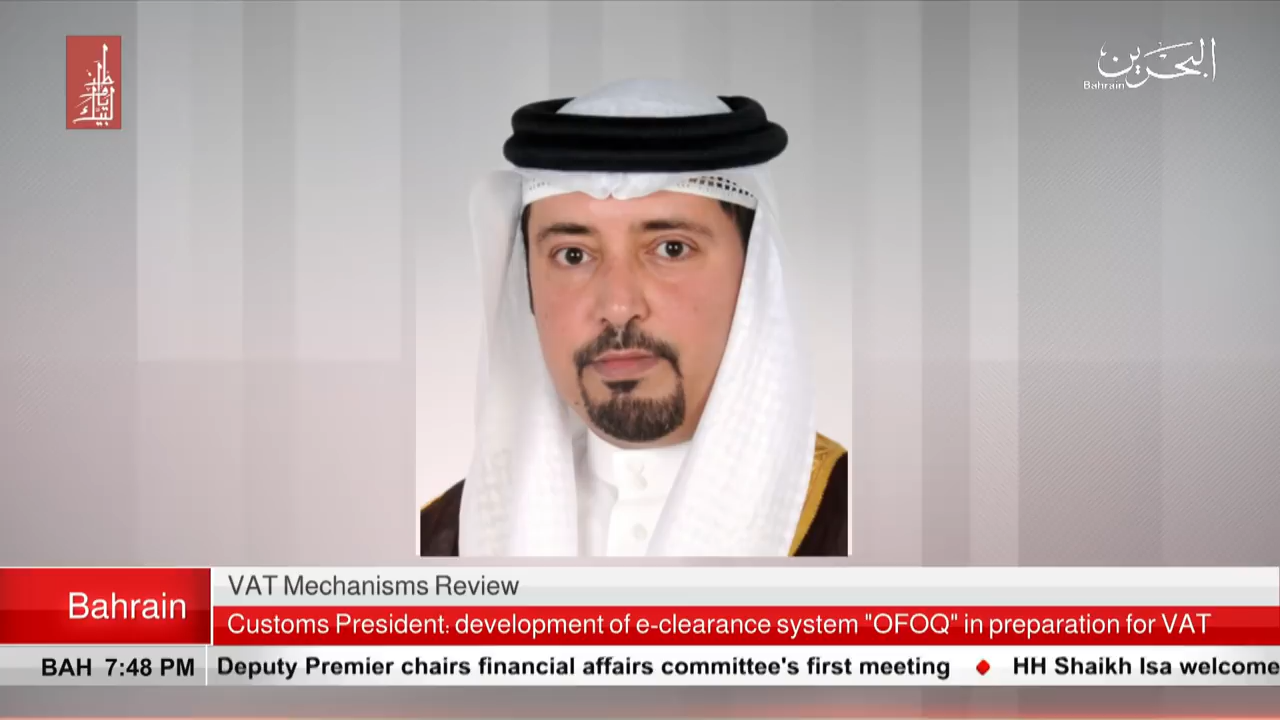 البحرين
Bahrain
VAT Mechanisms Review
Bahrain
Customs President: development of e-clearance system "OFOQ" in preparation for VAT
BAH 7:48 PM
Deputy Premier chairs financial affairs committee's first meeting
HH Shaikh Isa welcome